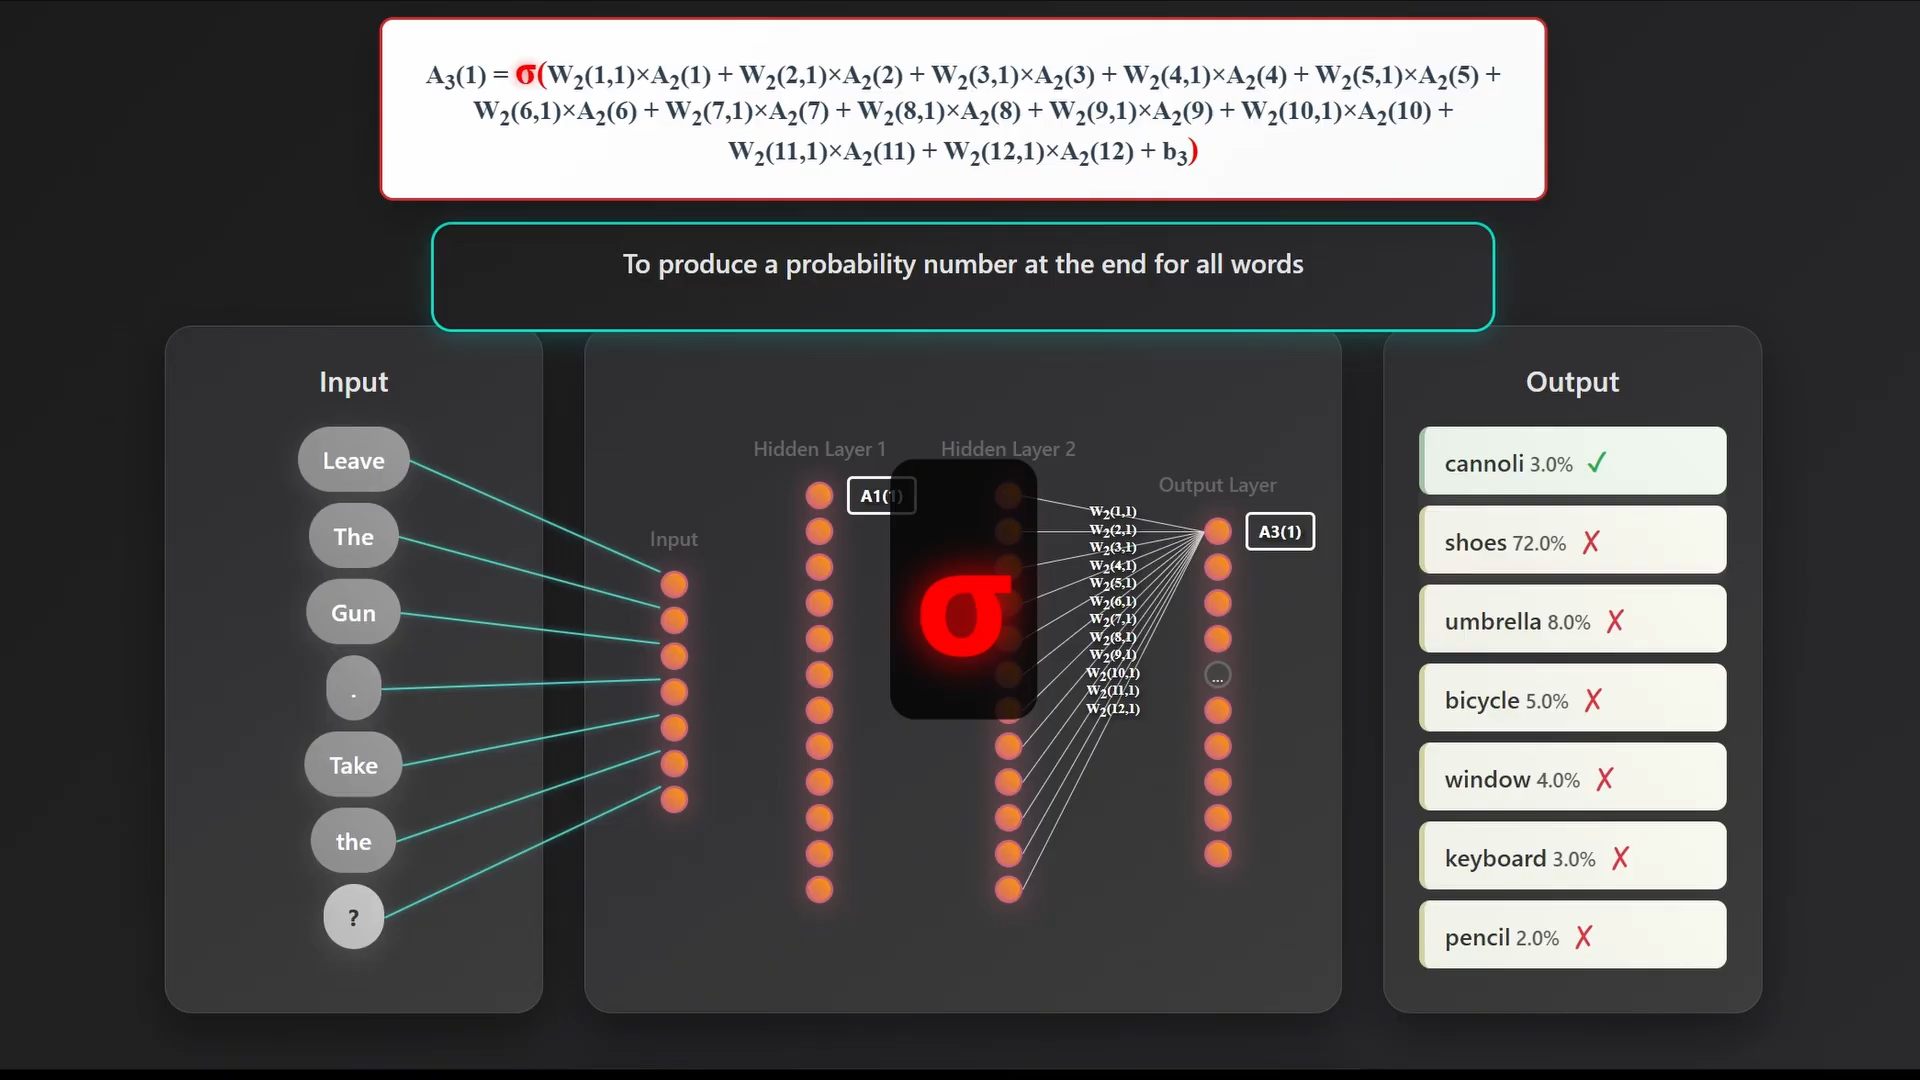 A₃(1) = σ(W₂(1,1)×A₂(1) + W₂(2,1)×A₂(2) + W₂(3,1)×A₂(3) + W₂(4,1)×A₂(4) + W₂(5,1)×A₂(5) +
W₂(6,1)×A₂(6) + W₂(7,1)×A₂(7) + W₂(8,1)×A₂(8) + W₂(9,1)×A₂(9) + W₂(10,1)×A₂(10) +
W₂(11,1)×A₂(11) + W₂(12,1)×A₂(12) + b₃)
To produce a probability number at the end for all words
Input
Leave
The
Gun
.
Take
the
?
Input
Hidden Layer 1
A1(1)
Hidden Layer 2
σ
W₂(1,1)
W₂(2,1)
W₂(3,1)
W₂(4,1)
W₂(5,1)
W₂(6,1)
W₂(7,1)
W₂(8,1)
W₂(9,1)
W₂(10,1)
W₂(11,1)
W₂(12,1)
Output Layer
A3(1)
...
Output
cannoli 3.0% ✓
shoes 72.0% ✗
umbrella 8.0% ✗
bicycle 5.0% ✗
window 4.0% ✗
keyboard 3.0% ✗
pencil 2.0% ✗